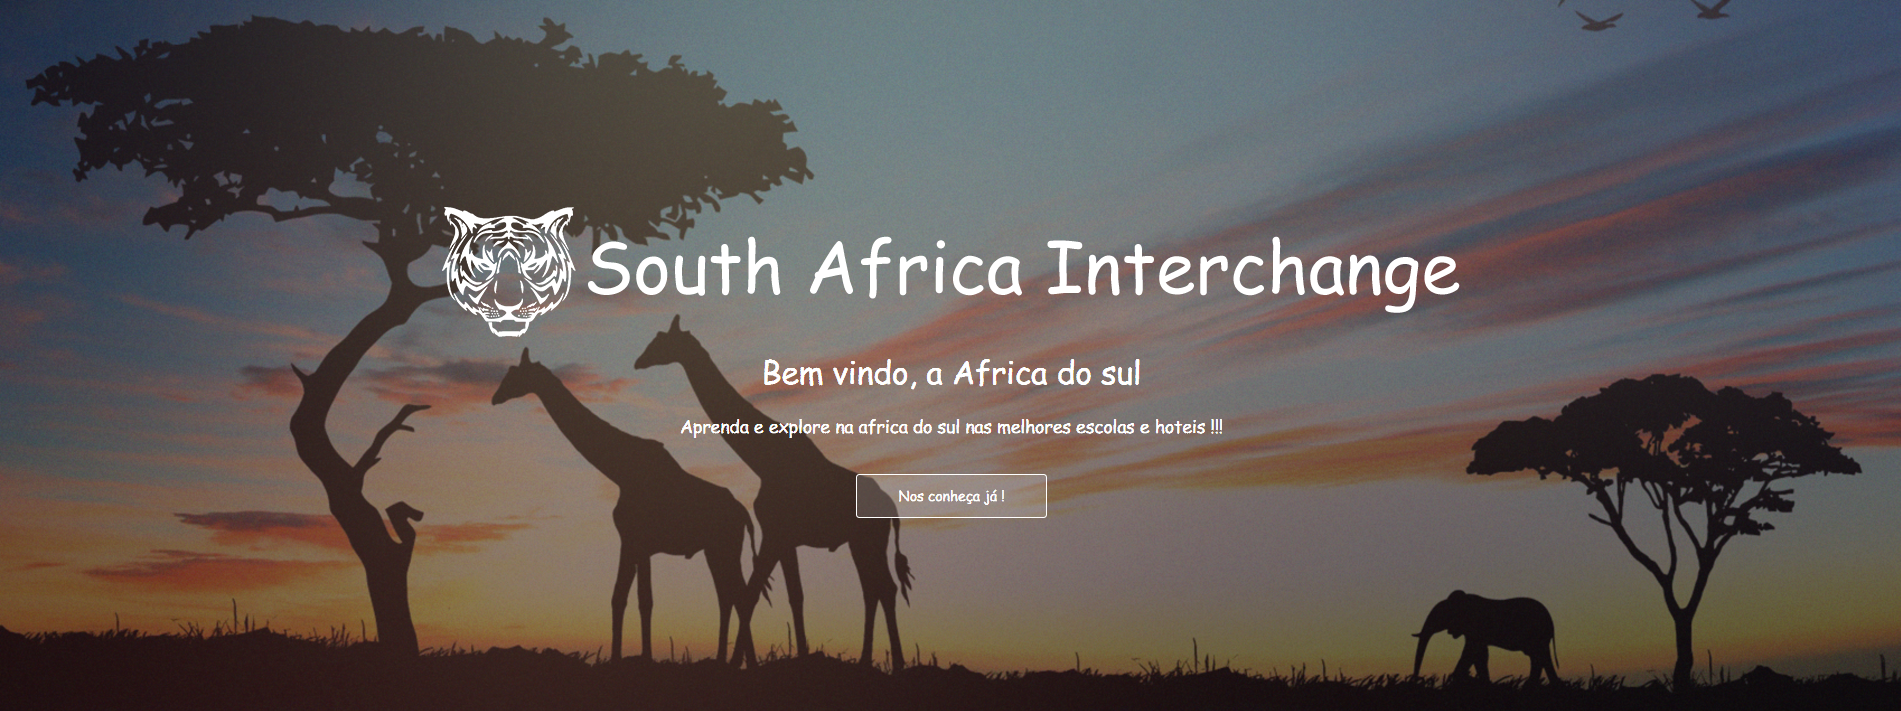 South Africa Interchange
Bem vindo, a Africa do sul
Aprenda e explore na africa do sul nas melhores escolas e hoteis !!!
Nos conheça já !